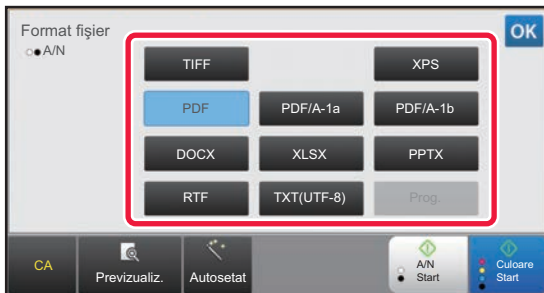 Format fișier
OK
A/N
TIFF
XPS
PDF
PDF/A-1a
PDF/A-1b
DOCX
XLSX
PPTX
RTF
TXT(UTF-8)
Prog.
CA
Previzualiz.
Autosetat
A/N
Start
Culoare
Start